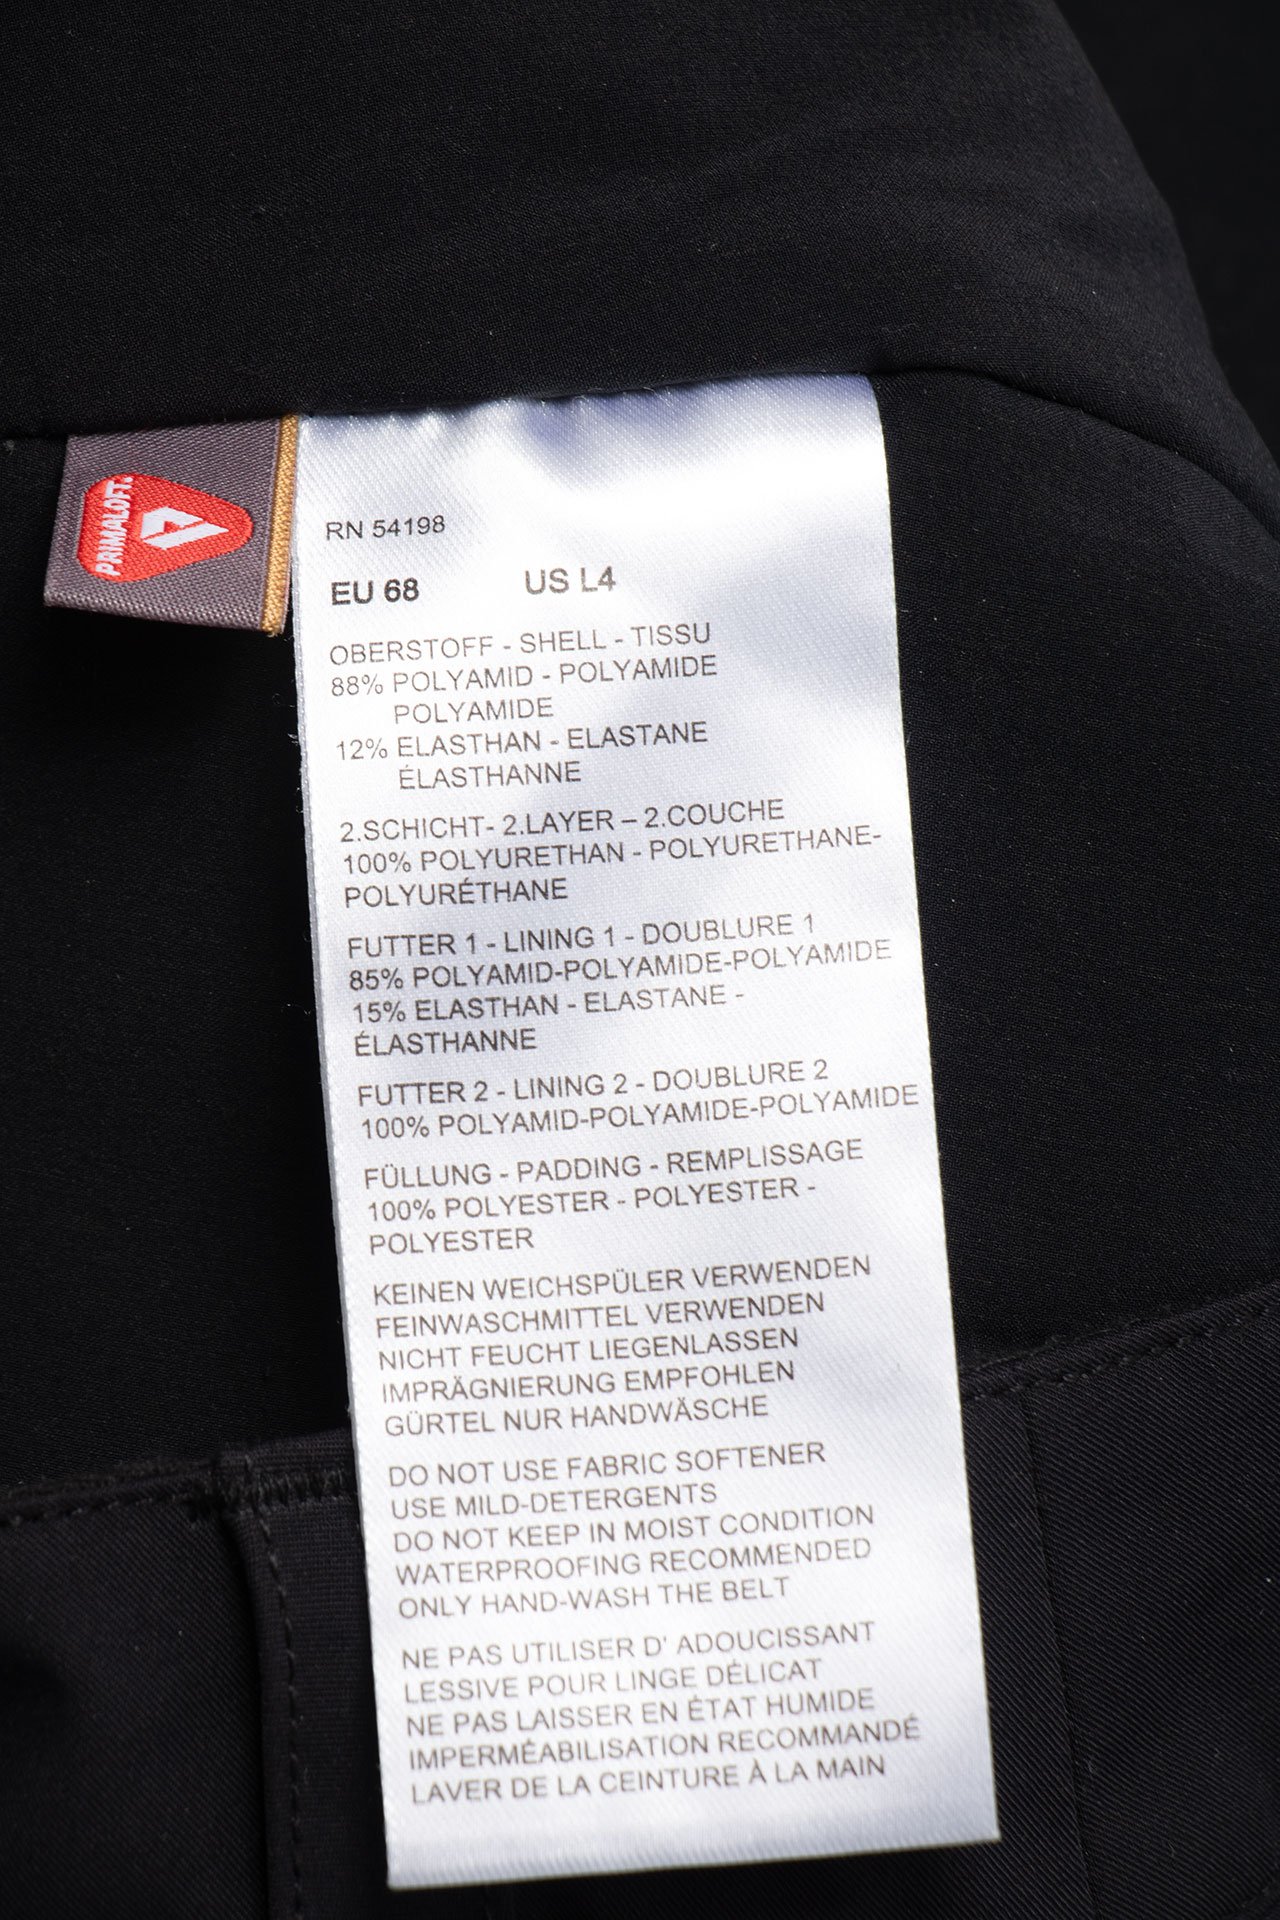 PRIMALOFT.
RN 54198
EU 68 US L4
OBERSTOFF - SHELL - TISSU
88% POLYAMID - POLYAMIDE
POLYAMIDE
12% ELASTHAN - ELASTANE
ÉLASTHANNE
2.SCHICHT- 2.LAYER – 2.COUCHE
100% POLYURETHAN - POLYURETHANE-
POLYURÉTHANE
FUTTER 1 - LINING 1 - DOUBLURE 1
85% POLYAMID-POLYAMIDE-POLYAMIDE
15% ELASTHAN - ELASTANE -
ÉLASTHANNE
FUTTER 2 - LINING 2 - DOUBLURE 2
100% POLYAMID-POLYAMIDE-POLYAMIDE
FÜLLUNG - PADDING - REMPLISSAGE
100% POLYESTER - POLYESTER -
POLYESTER
KEINEN WEICHSPÜLER VERWENDEN
FEINWASCHMITTEL VERWENDEN
NICHT FEUCHT LIEGENLASSEN
IMPRÄGNIERUNG EMPFOHLEN
GÜRTEL NUR HANDWÄSCHE
DO NOT USE FABRIC SOFTENER
USE MILD-DETERGENTS
DO NOT KEEP IN MOIST CONDITION
WATERPROOFING RECOMMENDED
ONLY HAND-WASH THE BELT
NE PAS UTILISER D' ADOUCISSANT
LESSIVE POUR LINGE DÉLICAT
NE PAS LAISSER EN ÉTAT HUMIDE
IMPERMÉABILISATION RECOMMANDÉ
LAVER DE LA CEINTURE À LA MAIN